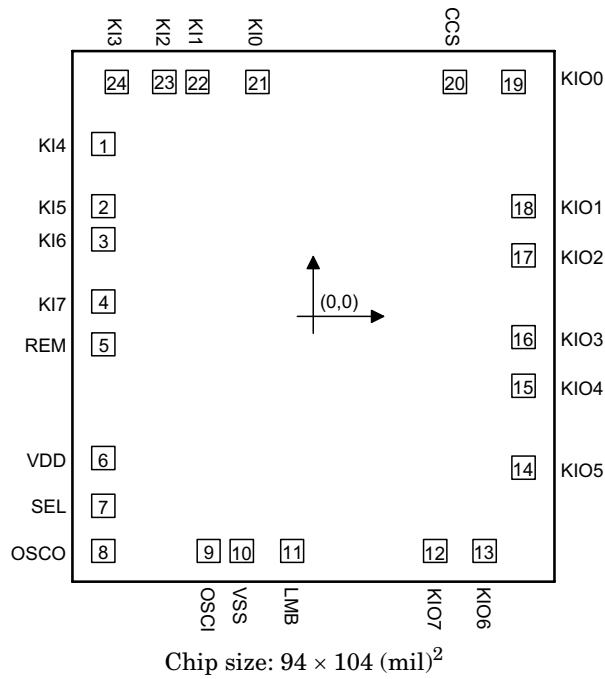 KI3 KI2 KI1 KI0 CCS
24 23 22 21 20 19 KIO0
KI4 1
KI5 2 18 KIO1
KI6 3
17 KIO2
KI7 4
(0,0)
REM 5 16 KIO3
15 KIO4
VDD 6 14 KIO5
SEL 7
OSCO 8 9 10 11 12 13
OSCI VSS LMB KIO7 KIO6
Chip size: 94 × 104 (mil)²